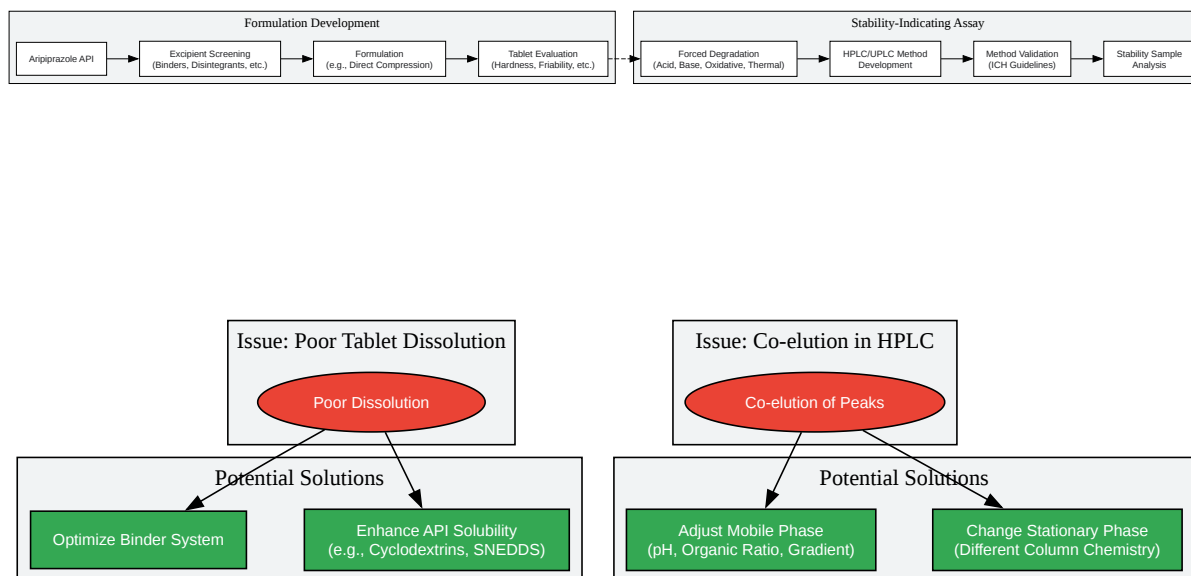 Formulation Development
Aripiprazole API
Excipient Screening
(Binders, Disintegrants, etc.)
Formulation
(e.g., Direct Compression)
Tablet Evaluation
(Hardness, Friability, etc.)
Stability-Indicating Assay
Forced Degradation
(Acid, Base, Oxidative, Thermal)
HPLC/UPLC Method
Development
Method Validation
(ICH Guidelines)
Stability Sample
Analysis
Issue: Poor Tablet Dissolution
Poor Dissolution
Potential Solutions
Optimize Binder System
Enhance API Solubility
(e.g., Cyclodextrins, SNEDDS)
Issue: Co-elution in HPLC
Co-elution of Peaks
Potential Solutions
Adjust Mobile Phase
(pH, Organic Ratio, Gradient)
Change Stationary Phase
(Different Column Chemistry)